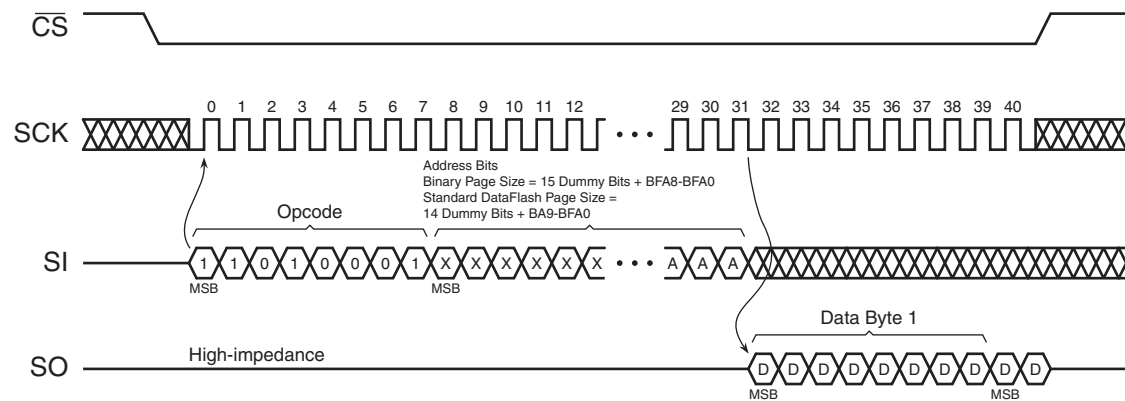 CS
0 1 2 3 4 5 6 7 8 9 10 11 12 29 30 31 32 33 34 35 36 37 38 39 40
SCK
Address Bits
Binary Page Size = 15 Dummy Bits + BFA8-BFA0
Standard DataFlash Page Size =
14 Dummy Bits + BA9-BFA0
Opcode
SI
1 1 0 1 0 0 0 1 X X X X X X A A A
MSB MSB
Data Byte 1
High-impedance
SO
D D D D D D D D D D
MSB MSB